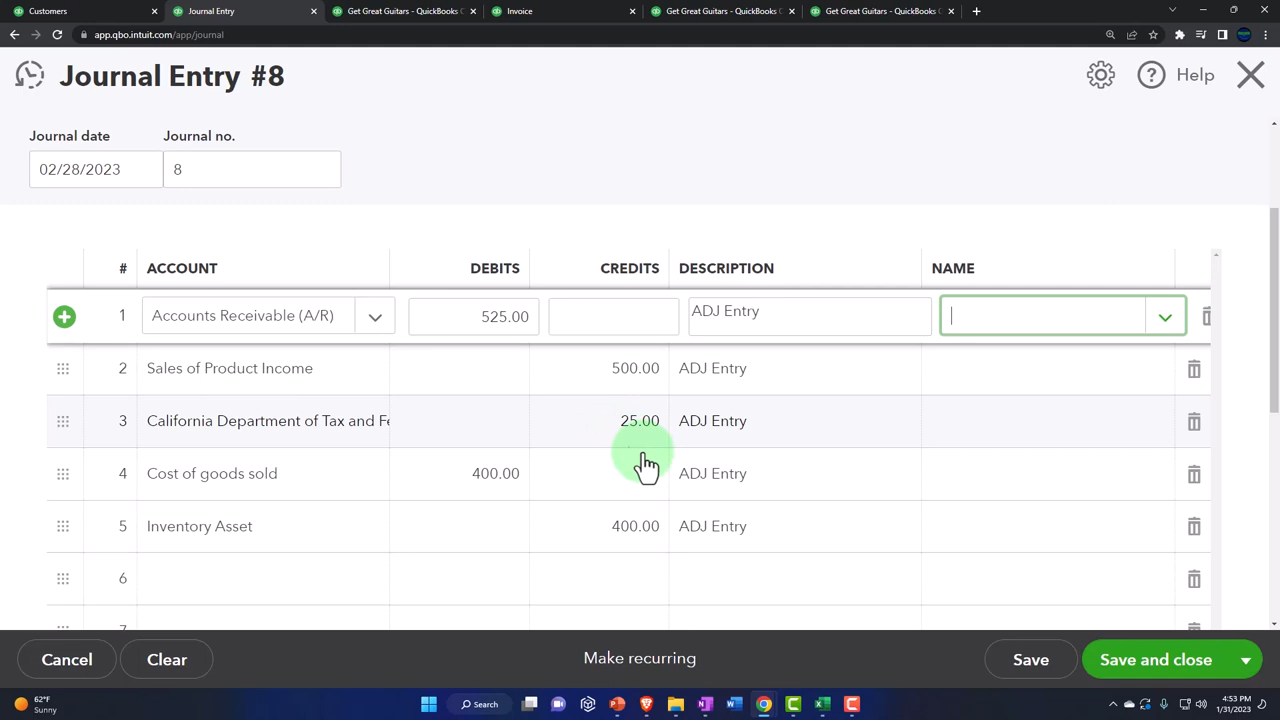 Customers
Journal Entry
Get Great Guitars - QuickBooks C
Invoice
Get Great Guitars - QuickBooks C
Get Great Guitars - QuickBooks C
app.qbo.intuit.com/app/journal
Journal Entry #8
Help
Journal date
Journal no.
02/28/2023
8
# ACCOUNT DEBITS CREDITS DESCRIPTION NAME
1 Accounts Receivable (A/R) 525.00 ADJ Entry
2 Sales of Product Income 500.00 ADJ Entry
3 California Department of Tax and Fe 25.00 ADJ Entry
4 Cost of goods sold 400.00 ADJ Entry
5 Inventory Asset 400.00 ADJ Entry
6
Cancel
Clear
Make recurring
Save
Save and close
62°F
Sunny
Search
4:53 PM
1/31/2023